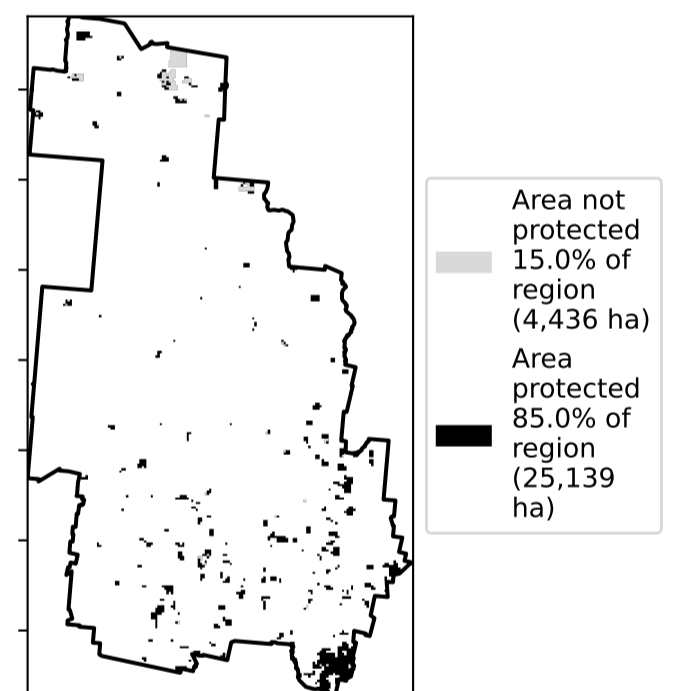 Area not
protected
15.0% of
region
(4,436 ha)
Area
protected
85.0% of
region
(25,139
ha)